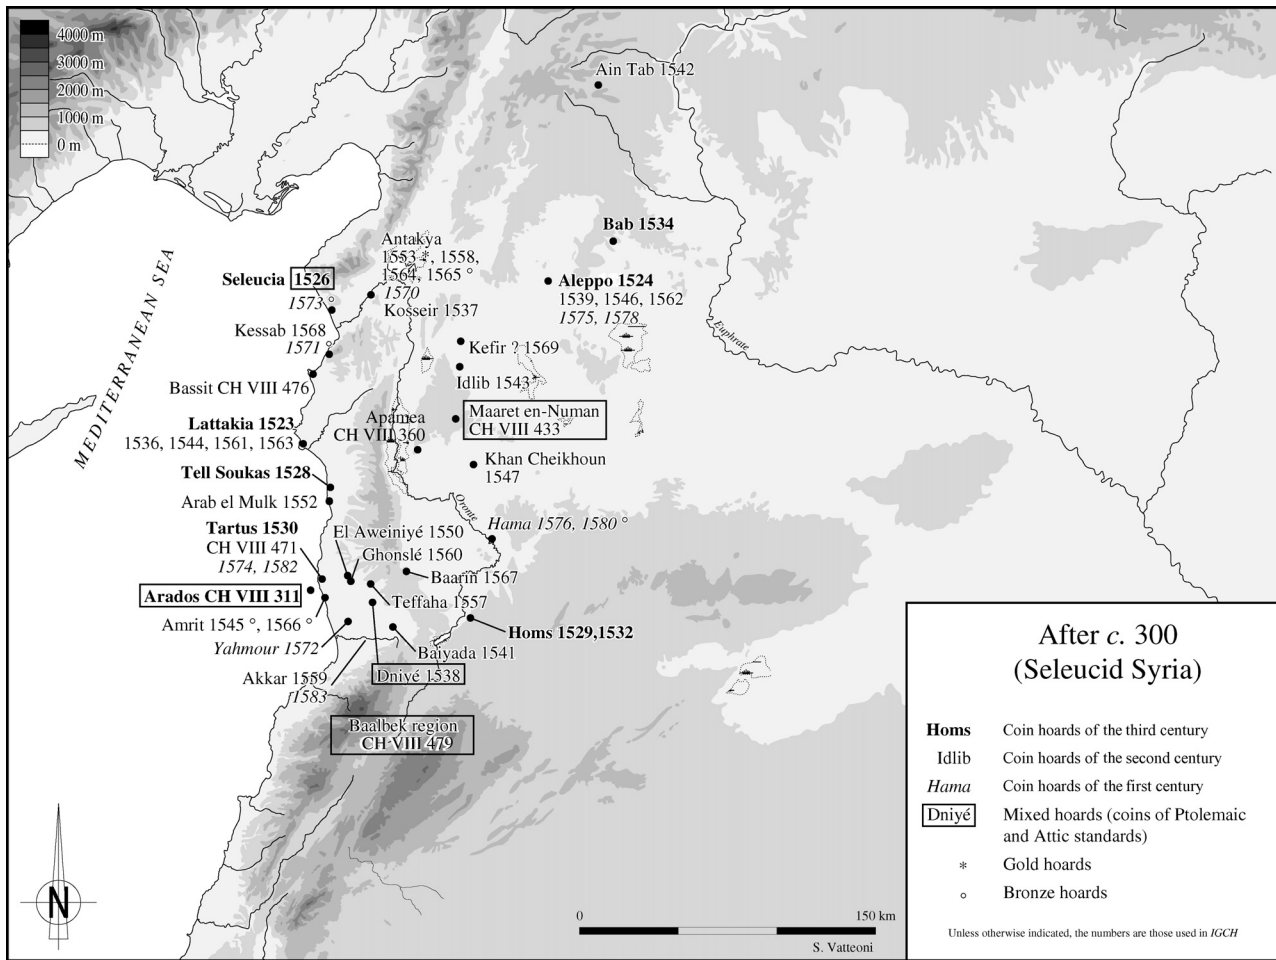 4000 m
3000 m
2000 m
1000 m
0 m
Ain Tab 1542
Bab 1534
Antakya
1553 *, 1558,
1564, 1565 °
1570
Kosseir 1537
Seleucia 1526
1573 °
Aleppo 1524
1539, 1546, 1562
1575, 1578
Kessab 1568
1571 °
Euphrate
Kefir ? 1569
Idlib 1543
Bassit CH VIII 476
MEDITERRANEAN SEA
Maaret en-Numan
CH VIII 433
Apamea
CH VIII 360
Lattakia 1523
1536, 1544, 1561, 1563
Khan Cheikhoun
1547
Tell Soukas 1528
Arab el Mulk 1552
Oronte
Tartus 1530
CH VIII 471
1574, 1582
El Aweiniyé 1550
Ghonslé 1560
Hama 1576, 1580 °
Baarin 1567
Teffaha 1557
Arados CH VIII 311
Amrit 1545 °, 1566 °
Yahmour 1572
Homs 1529,1532
Baiyada 1541
Akkar 1559
1583
Dniyé 1538
Baalbek region
CH VIII 479
After c. 300
(Seleucid Syria)
Homs Coin hoards of the third century
Idlib Coin hoards of the second century
Hama Coin hoards of the first century
Dniyé Mixed hoards (coins of Ptolemaic
and Attic standards)
* Gold hoards
° Bronze hoards
Unless otherwise indicated, the numbers are those used in IGCH
N
0 150 km
S. Vatteoni